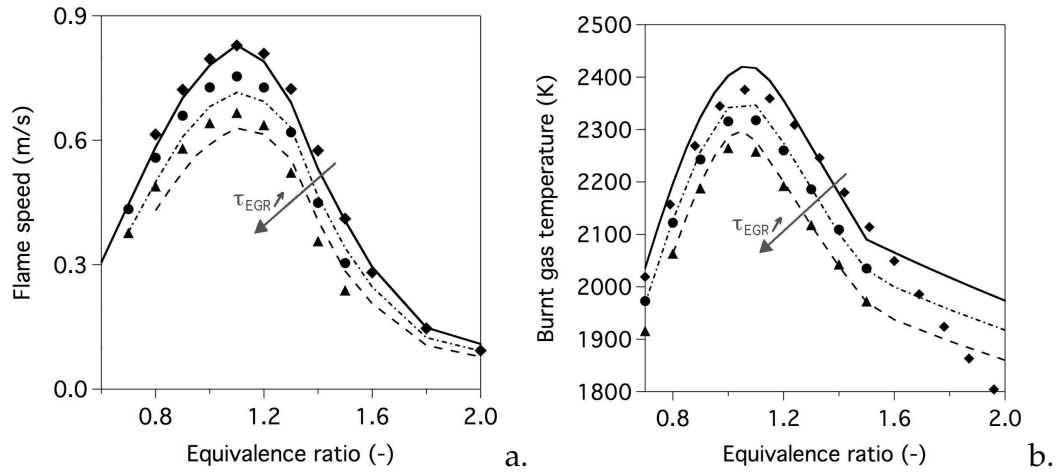 0.9
0.6
0.3
0.0
0.8
1.2
1.6
2.0
Flame speed (m/s)
Equivalence ratio (-)
τEGR
a.
2500
2400
2300
2200
2100
2000
1900
1800
0.8
1.2
1.6
2.0
Burnt gas temperature (K)
Equivalence ratio (-)
τEGR
b.